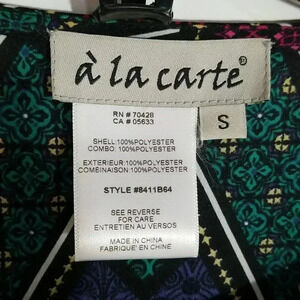 à la carte®
S
RN # 70428
CA # 05633
SHELL:100%POLYESTER
COMBO: 100%POLYESTER
EXTERIEUR:100%POLYESTER
COMBINAISON 100%POLYESTER
STYLE #8411B64
SEE REVERSE
FOR CARE
ENTRETIEN AU VERSOS
MADE IN CHINA
FABRIQUE' EN CHINE